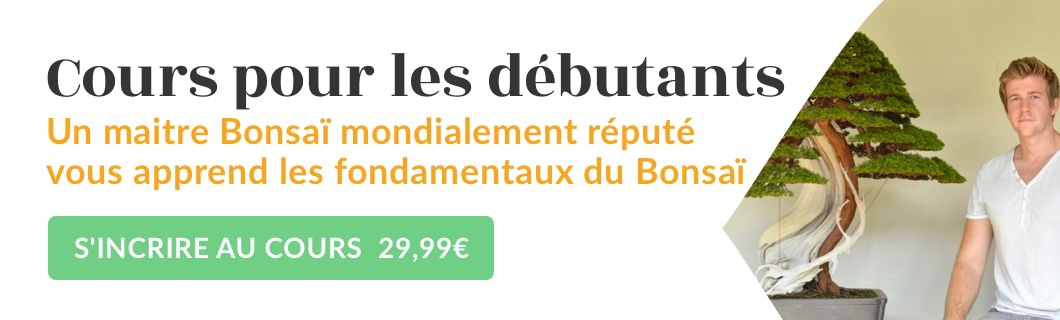 Cours pour les débutants
Un maitre Bonsaï mondialement réputé
vous apprend les fondamentaux du Bonsaï
S'INCRIRE AU COURS 29,99€